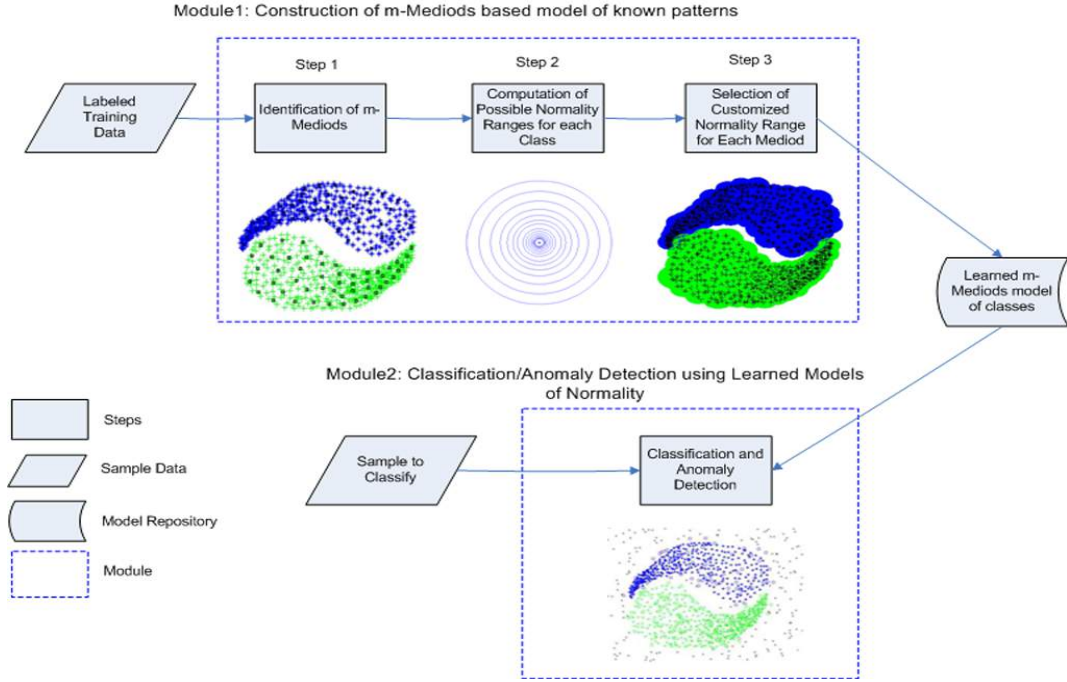 Module1: Construction of m-Mediods based model of known patterns
Step 1
Step 2
Step 3
Labeled
Training
Data
Identification of m-
Mediods
Computation of
Possible Normality
Ranges for each
Class
Selection of
Customized
Normality Range
for Each Mediod
Learned m-
Mediods model
of classes
Module2: Classification/Anomaly Detection using Learned Models
of Normality
Steps
Sample Data
Model Repository
Module
Sample to
Classify
Classification and
Anomaly
Detection